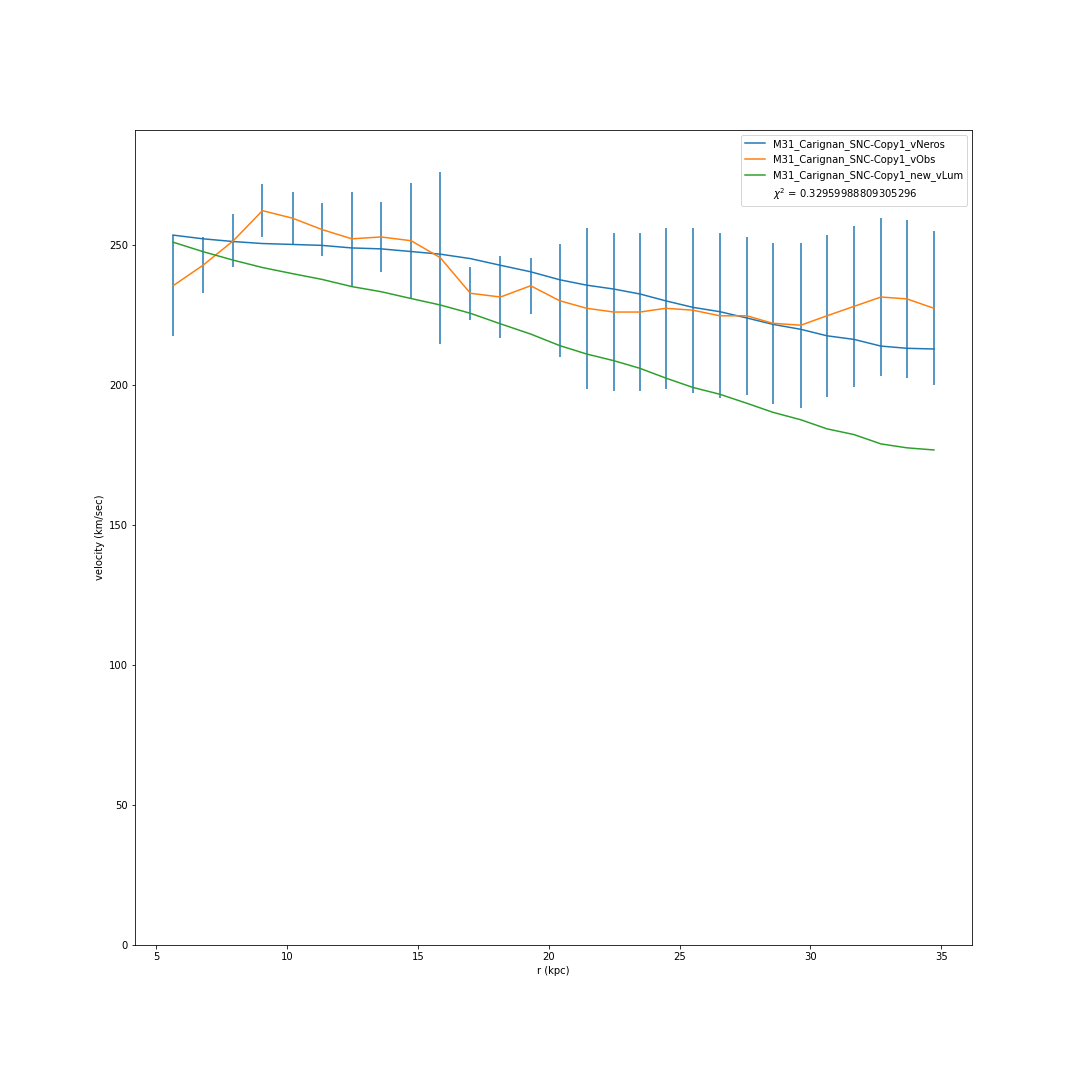 M31_Carignan_SNC-Copy1_vNeros
M31_Carignan_SNC-Copy1_vObs
M31_Carignan_SNC-Copy1_new_vLum
χ² = 0.32959988809305296
250
200
150
100
50
0
velocity (km/sec)
5 10 15 20 25 30 35
r (kpc)